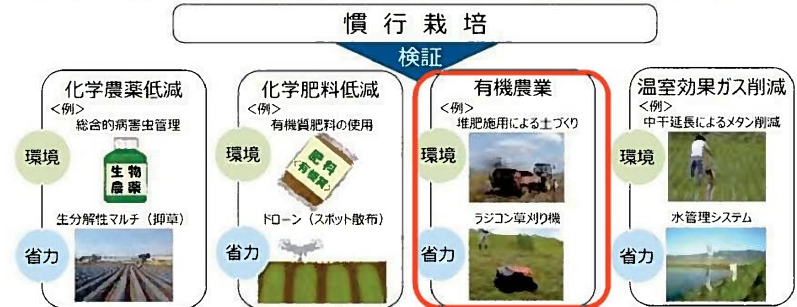 慣行栽培
検証
化学農薬低減
<例>
総合的病害虫管理
環境
生物
農薬
生分解性マルチ（抑草）
省力
化学肥料低減
<例>
有機質肥料の使用
環境
肥料
<有機質>
ドローン（スポット散布）
省力
有機農業
<例>
堆肥施用による土づくり
環境
ラジコン草刈り機
省力
温室効果ガス削減
<例>
中干延長によるメタン削減
環境
水管理システム
省力